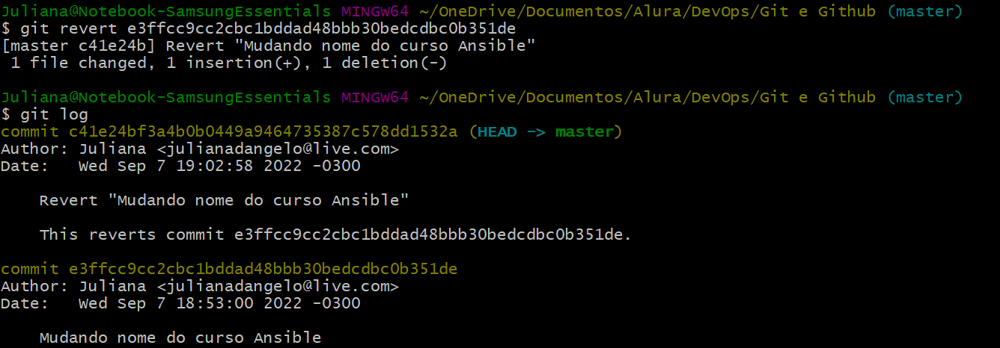 Juliana@Notebook-SamsungEssentials MINGW64 ~/OneDrive/Documentos/Alura/DevOps/Git e Github (master)
$ git revert e3ffcc9cc2cbc1bddad48bbb30bedcdbc0b351de
[master c41e24b] Revert "Mudando nome do curso Ansible"
 1 file changed, 1 insertion(+), 1 deletion(-)
Juliana@Notebook-SamsungEssentials MINGW64 ~/OneDrive/Documentos/Alura/DevOps/Git e Github (master)
$ git log
commit c41e24bf3a4b0b0449a9464735387c578dd1532a (HEAD -> master)
Author: Juliana <julianadangelo@live.com>
Date:   Wed Sep 7 19:02:58 2022 -0300
    Revert "Mudando nome do curso Ansible"
    This reverts commit e3ffcc9cc2cbc1bddad48bbb30bedcdbc0b351de.
commit e3ffcc9cc2cbc1bddad48bbb30bedcdbc0b351de
Author: Juliana <julianadangelo@live.com>
Date:   Wed Sep 7 18:53:00 2022 -0300
    Mudando nome do curso Ansible